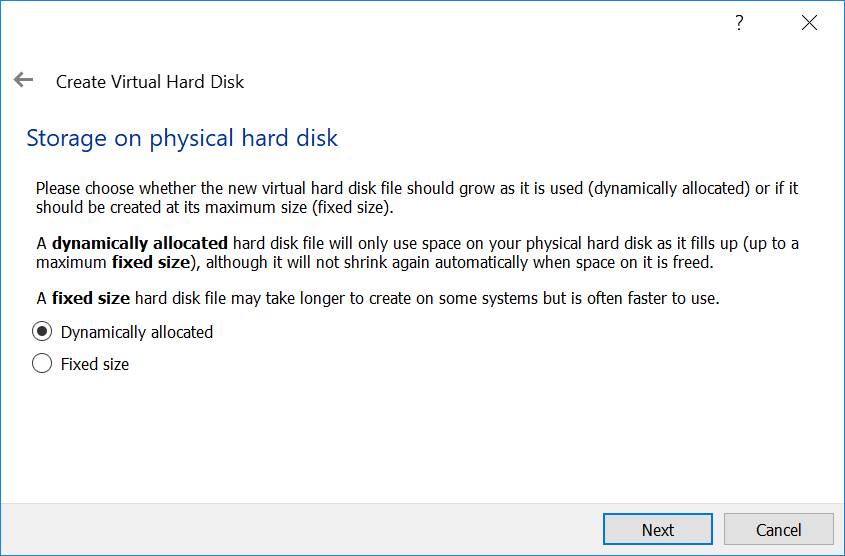 ?
Create Virtual Hard Disk
Storage on physical hard disk
Please choose whether the new virtual hard disk file should grow as it is used (dynamically allocated) or if it
should be created at its maximum size (fixed size).
A dynamically allocated hard disk file will only use space on your physical hard disk as it fills up (up to a
maximum fixed size), although it will not shrink again automatically when space on it is freed.
A fixed size hard disk file may take longer to create on some systems but is often faster to use.
Dynamically allocated
Fixed size
Next Cancel